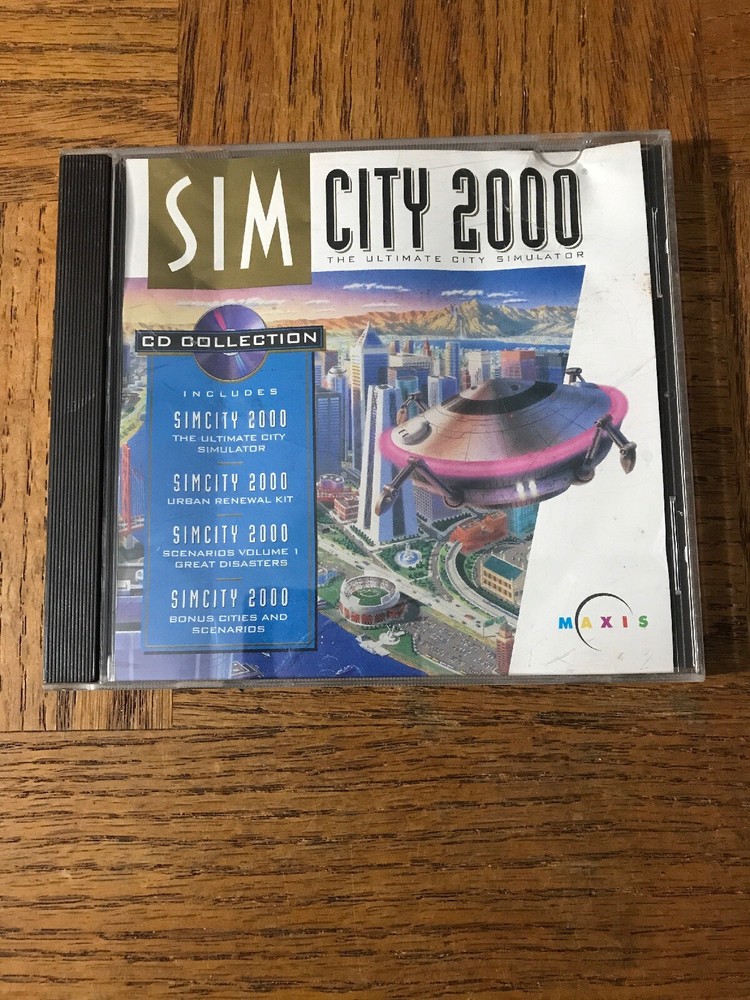 SIM CITY 2000
THE ULTIMATE CITY SIMULATOR
CD COLLECTION
INCLUDES
SIMCITY 2000
THE ULTIMATE CITY
SIMULATOR
SIMCITY 2000
URBAN RENEWAL KIT
SIMCITY 2000
SCENARIOS VOLUME 1
GREAT DISASTERS
SIMCITY 2000
BONUS CITIES AND
SCENARIOS
MAXIS